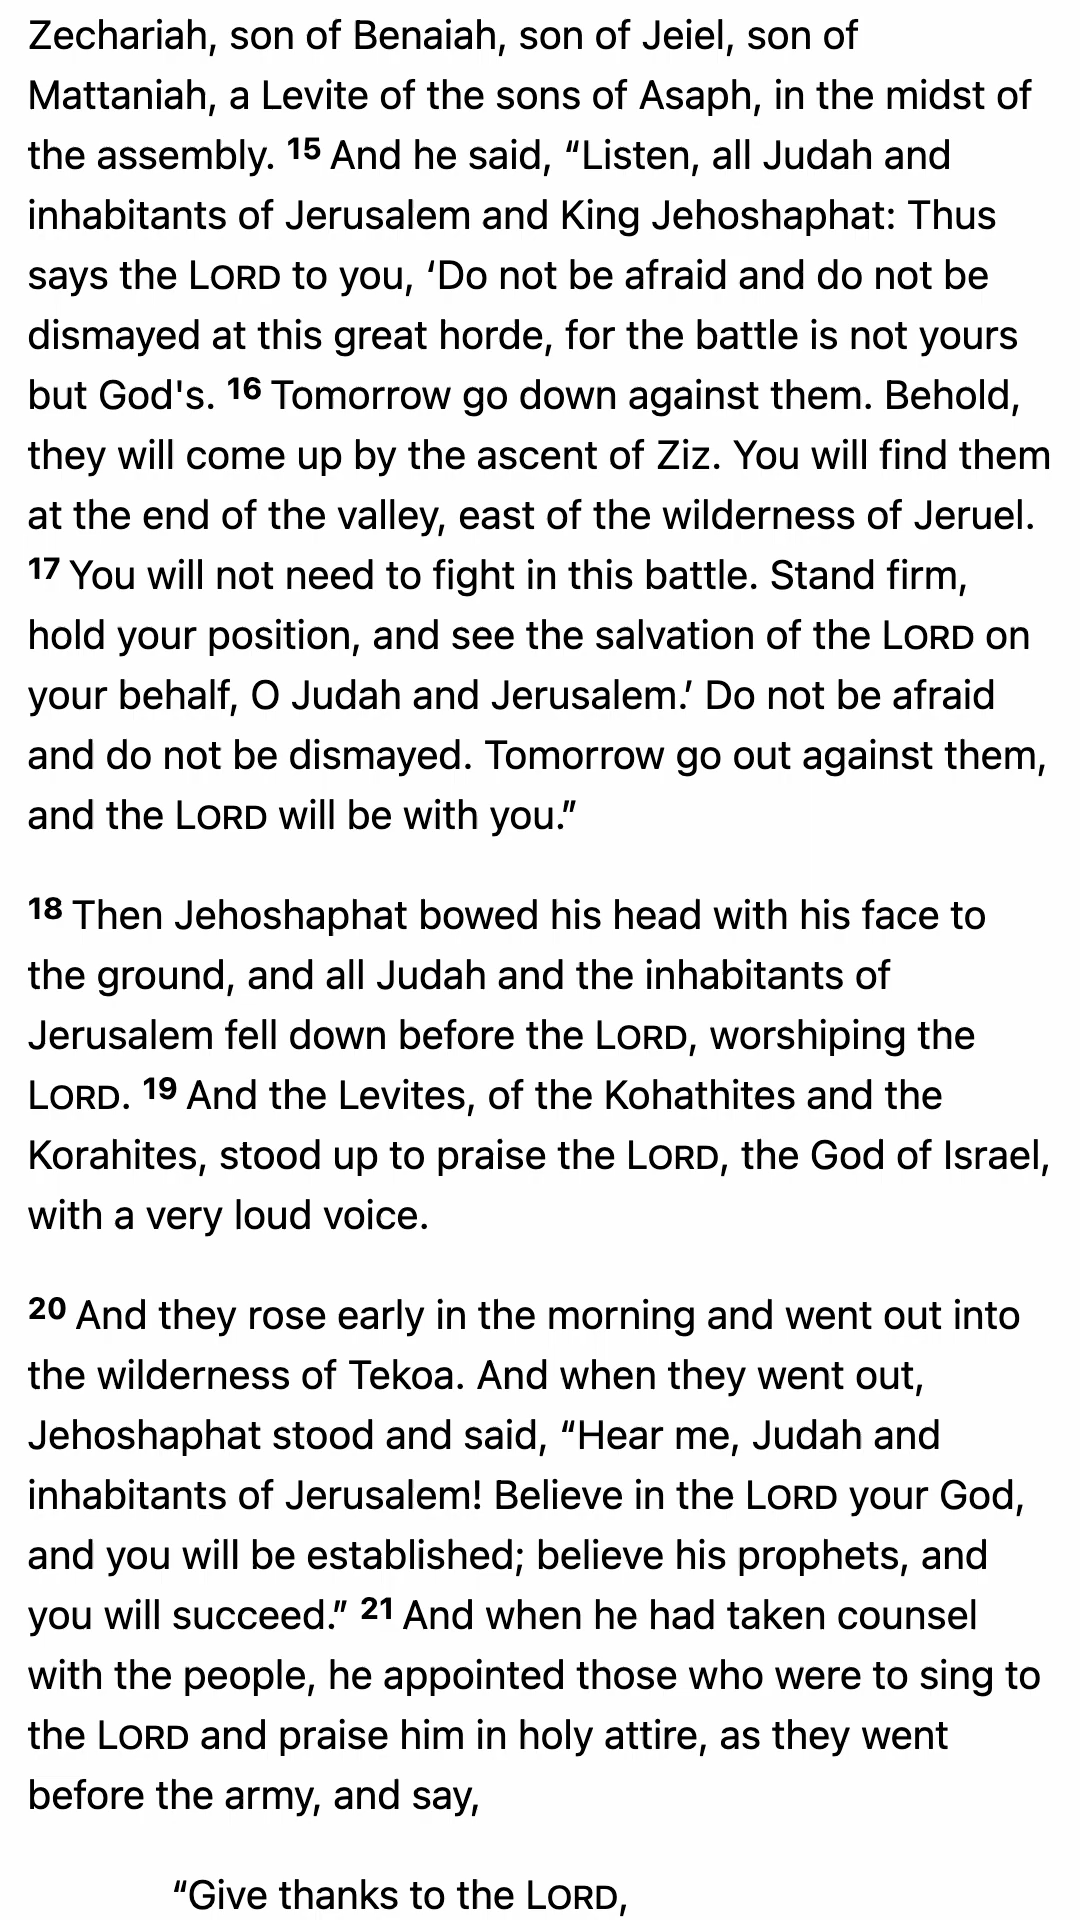 Zechariah, son of Benaiah, son of Jeiel, son of
Mattaniah, a Levite of the sons of Asaph, in the midst of
the assembly. 15 And he said, “Listen, all Judah and
inhabitants of Jerusalem and King Jehoshaphat: Thus
says the LORD to you, ‘Do not be afraid and do not be
dismayed at this great horde, for the battle is not yours
but God's. 16 Tomorrow go down against them. Behold,
they will come up by the ascent of Ziz. You will find them
at the end of the valley, east of the wilderness of Jeruel.
17 You will not need to fight in this battle. Stand firm,
hold your position, and see the salvation of the LORD on
your behalf, O Judah and Jerusalem.’ Do not be afraid
and do not be dismayed. Tomorrow go out against them,
and the LORD will be with you.”
18 Then Jehoshaphat bowed his head with his face to
the ground, and all Judah and the inhabitants of
Jerusalem fell down before the LORD, worshiping the
LORD. 19 And the Levites, of the Kohathites and the
Korahites, stood up to praise the LORD, the God of Israel,
with a very loud voice.
20 And they rose early in the morning and went out into
the wilderness of Tekoa. And when they went out,
Jehoshaphat stood and said, “Hear me, Judah and
inhabitants of Jerusalem! Believe in the LORD your God,
and you will be established; believe his prophets, and
you will succeed.” 21 And when he had taken counsel
with the people, he appointed those who were to sing to
the LORD and praise him in holy attire, as they went
before the army, and say,
“Give thanks to the LORD,